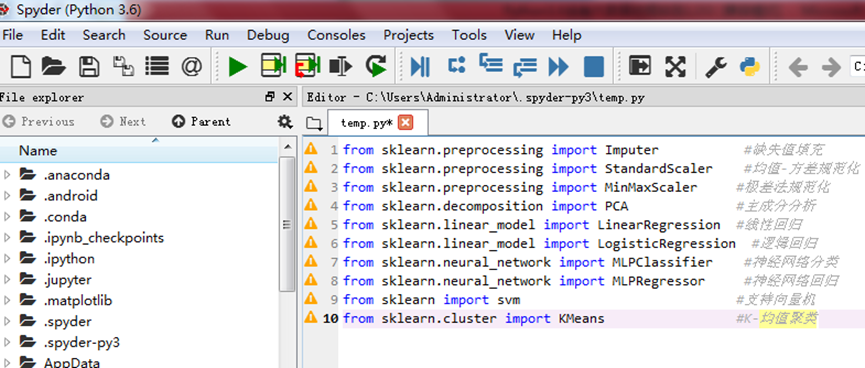 Spyder (Python 3.6)
File Edit Search Source Run Debug Consoles Projects Tools View Help
File explorer
Editor - C:\Users\Administrator\.spyder-py3\temp.py
Previous Next Parent
temp.py*
Name
.anaconda
.android
.conda
.ipynb_checkpoints
.ipython
.jupyter
.matplotlib
.spyder
.spyder-py3
AppData
1 from sklearn.preprocessing import Imputer #缺失值填充
2 from sklearn.preprocessing import StandardScaler #均值-方差规范化
3 from sklearn.preprocessing import MinMaxScaler #极差法规范化
4 from sklearn.decomposition import PCA #主成分分析
5 from sklearn.linear_model import LinearRegression #线性回归
6 from sklearn.linear_model import LogisticRegression #逻辑回归
7 from sklearn.neural_network import MLPClassifier #神经网络分类
8 from sklearn.neural_network import MLPRegressor #神经网络回归
9 from sklearn import svm #支持向量机
10 from sklearn.cluster import KMeans #K-均值聚类